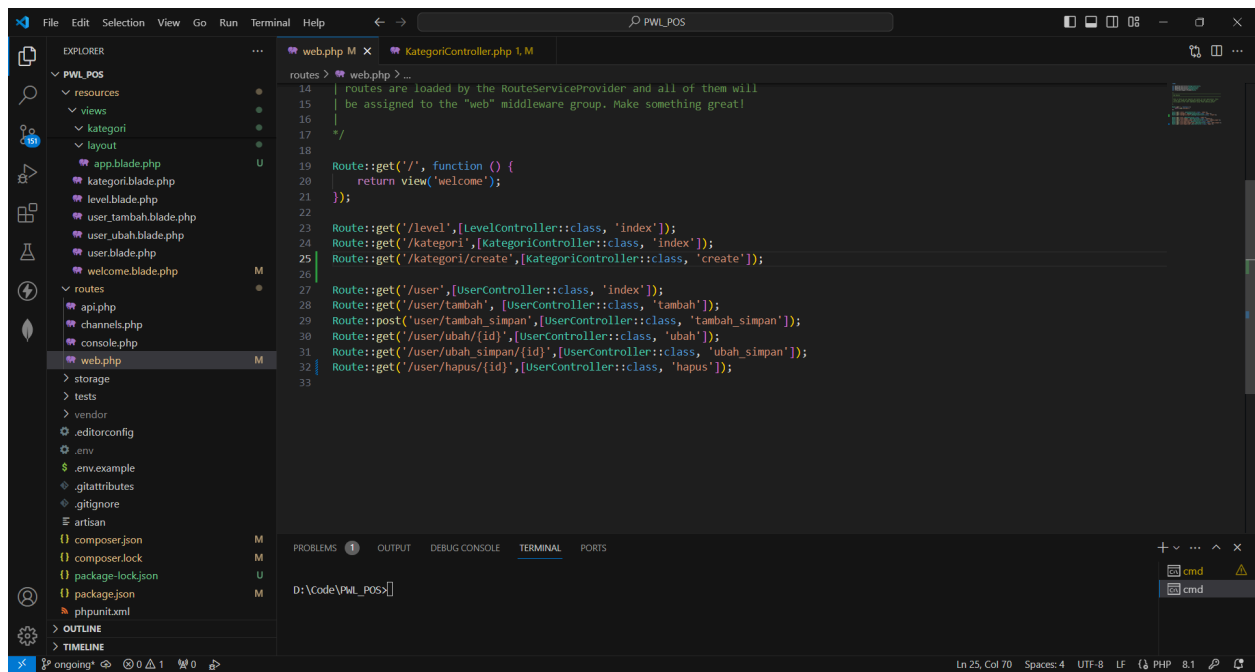 File Edit Selection View Go Run Terminal Help
PWL_POS
EXPLORER
PWL_POS
resources
views
kategori
layout
app.blade.php U
kategori.blade.php
level.blade.php
user_tambah.blade.php
user_ubah.blade.php
user.blade.php
welcome.blade.php M
routes
api.php
channels.php
console.php
web.php M
storage
tests
vendor
.editorconfig
.env
.env.example
.gitattributes
.gitignore
artisan
composer.json M
composer.lock M
package-lock.json U
package.json M
phpunit.xml
OUTLINE
TIMELINE
151
web.php M
KategoriController.php 1, M
routes > web.php > ...
14 | routes are loaded by the RouteServiceProvider and all of them will
15 | be assigned to the "web" middleware group. Make something great!
16 |
17 */
18
19 Route::get('/', function () {
20 return view('welcome');
21 });
22
23 Route::get('/level',[LevelController::class, 'index']);
24 Route::get('/kategori',[KategoriController::class, 'index']);
25 Route::get('/kategori/create',[KategoriController::class, 'create']);
26
27 Route::get('/user',[UserController::class, 'index']);
28 Route::get('/user/tambah', [UserController::class, 'tambah']);
29 Route::post('user/tambah_simpan',[UserController::class, 'tambah_simpan']);
30 Route::get('/user/ubah/{id}',[UserController::class, 'ubah']);
31 Route::get('/user/ubah_simpan/{id}',[UserController::class, 'ubah_simpan']);
32 Route::get('/user/hapus/{id}',[UserController::class, 'hapus']);
33
PROBLEMS 1 OUTPUT DEBUG CONSOLE TERMINAL PORTS
D:\Code\PWL_POS>
cmd
cmd
ongoing* 0 1 0 Ln 25, Col 70 Spaces: 4 UTF-8 LF PHP 8.1